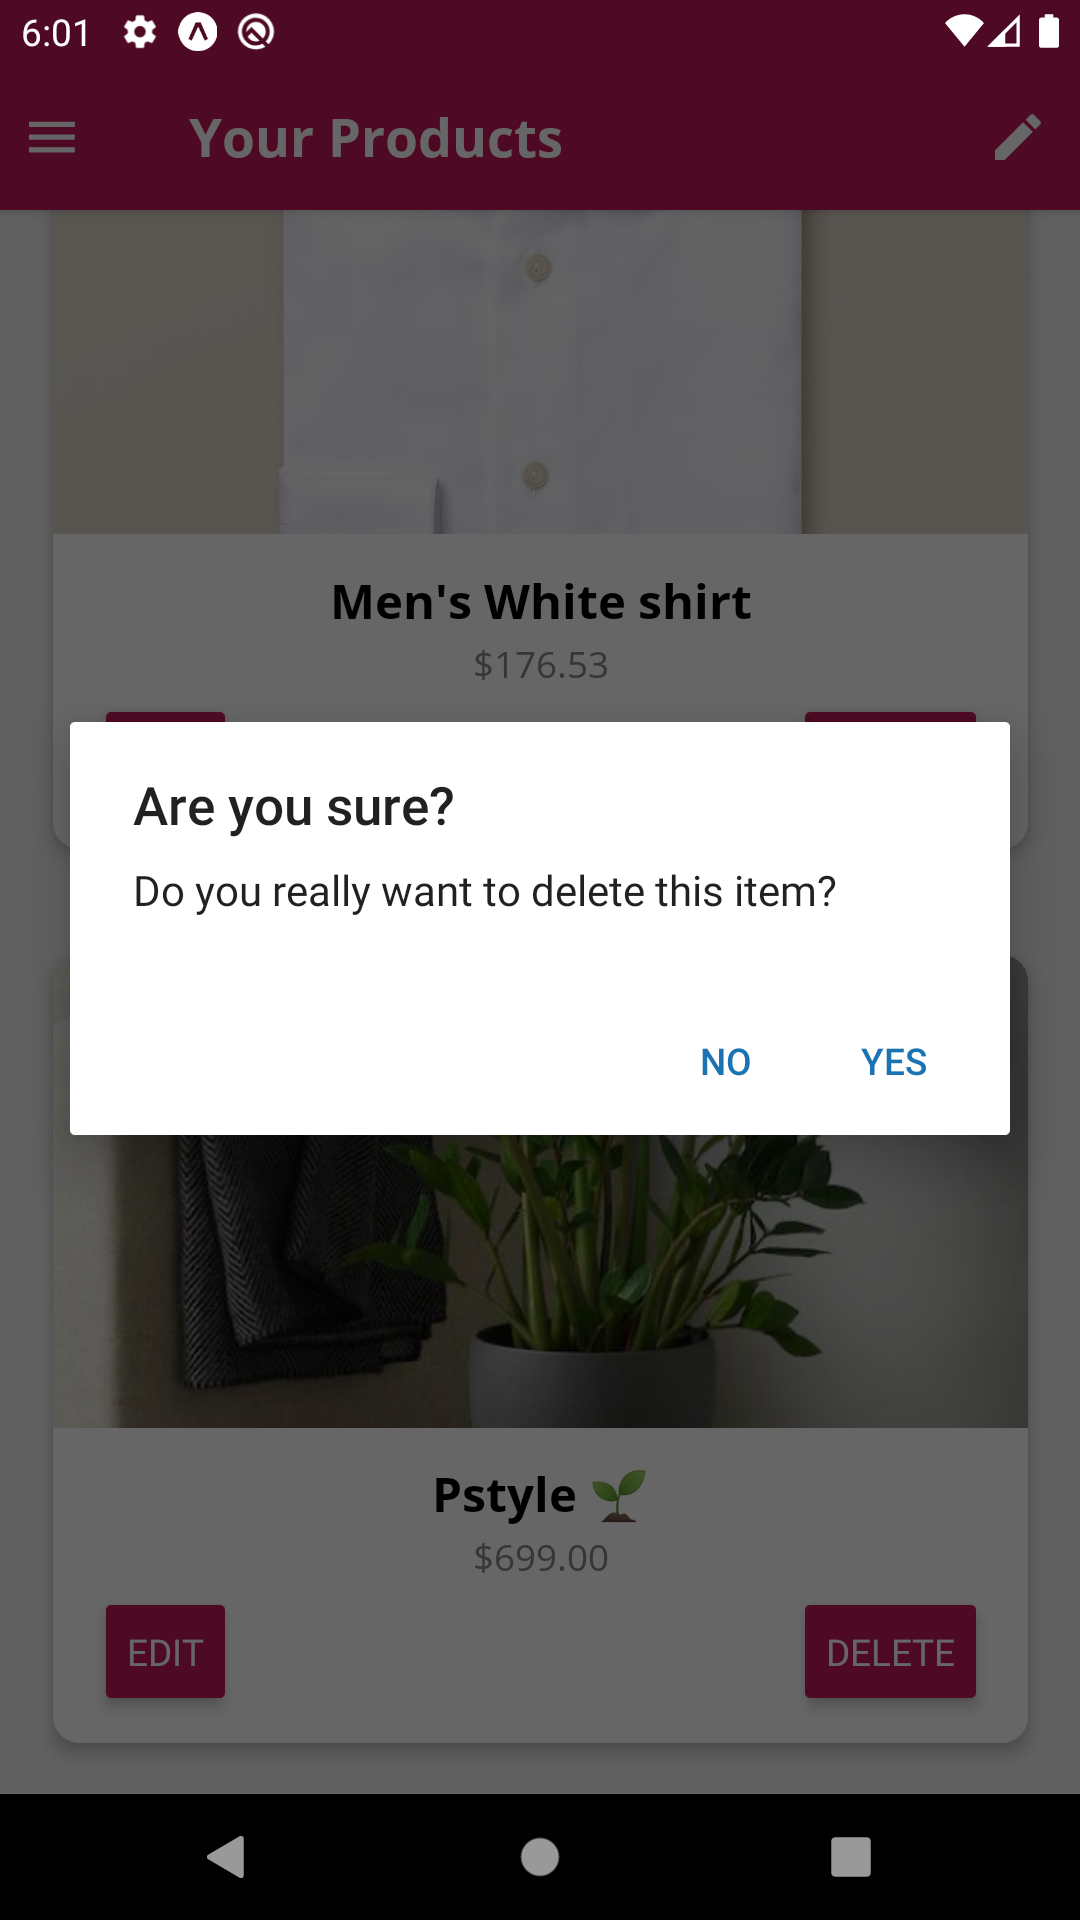 6:01
Your Products
Men's White shirt
$176.53
Are you sure?
Do you really want to delete this item?
NO YES
Pstyle 🌱
$699.00
EDIT DELETE